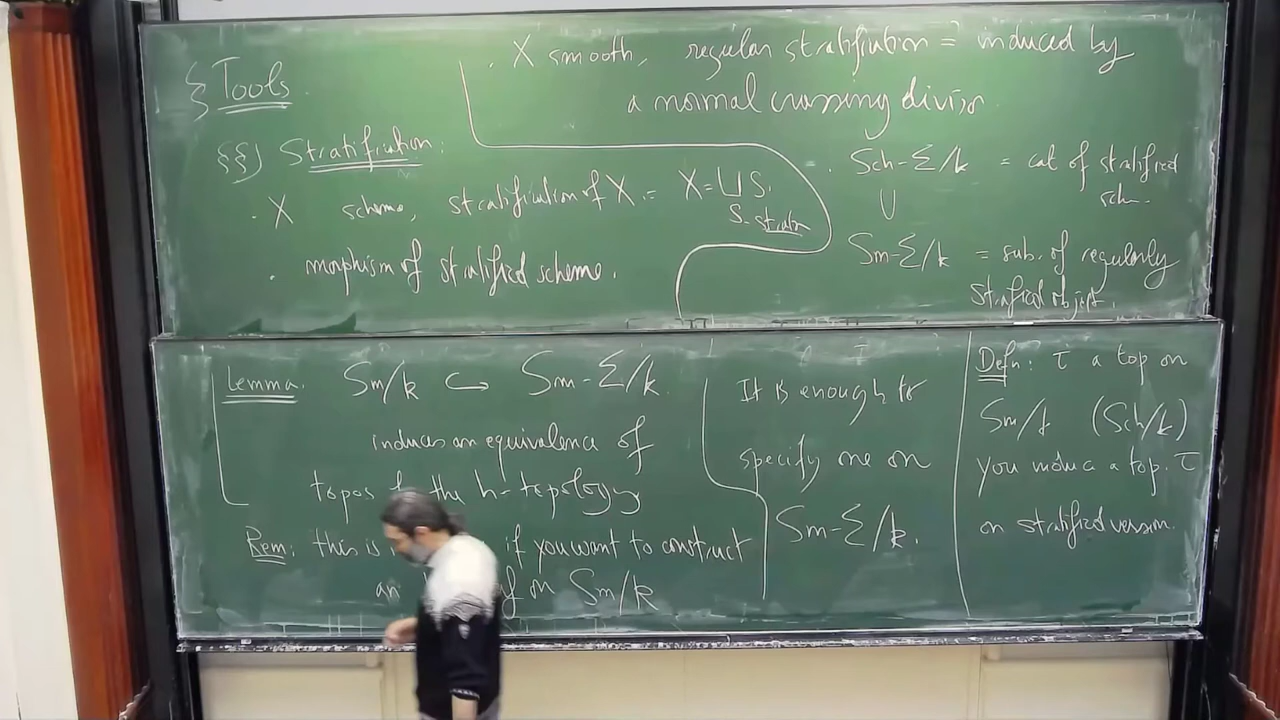 § Tools
§§) Stratification:
. X scheme, stratification of X := X = ⊔ S.
S-strata
. morphism of stratified scheme.
. X smooth, regular stratification = induced by
a normal crossing divisor
. Sch-Σ/k = cat of stratified
sch.
∪
Sm-Σ/k = sub. of regularly
stratified object.
Lemma. Sm/k ↪ Sm-Σ/k.
induces an equivalence of
topos the h-topology
Rem: this is if you want to construct
an on Sm/k
It is enough to
specify one on
Sm-Σ/k.
Defn: τ a top on
Sm/k (Sch/k)
you induce a top. τ
on stratified version.